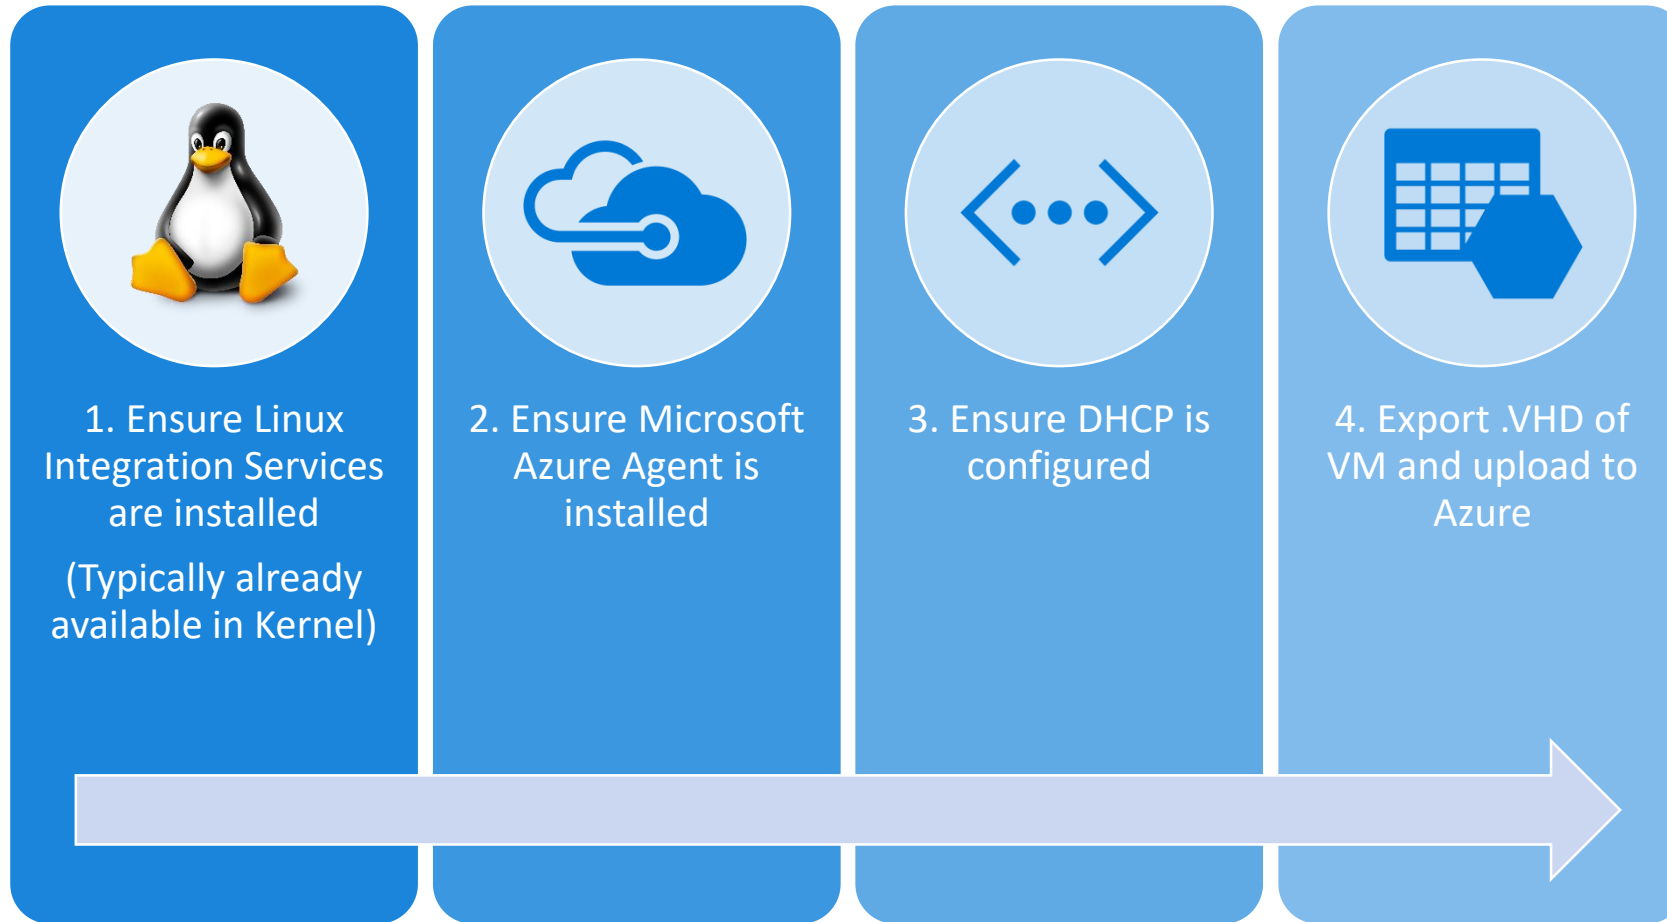 1. Ensure Linux
Integration Services
are installed
(Typically already
available in Kernel)
2. Ensure Microsoft
Azure Agent is
installed
3. Ensure DHCP is
configured
4. Export .VHD of
VM and upload to
Azure